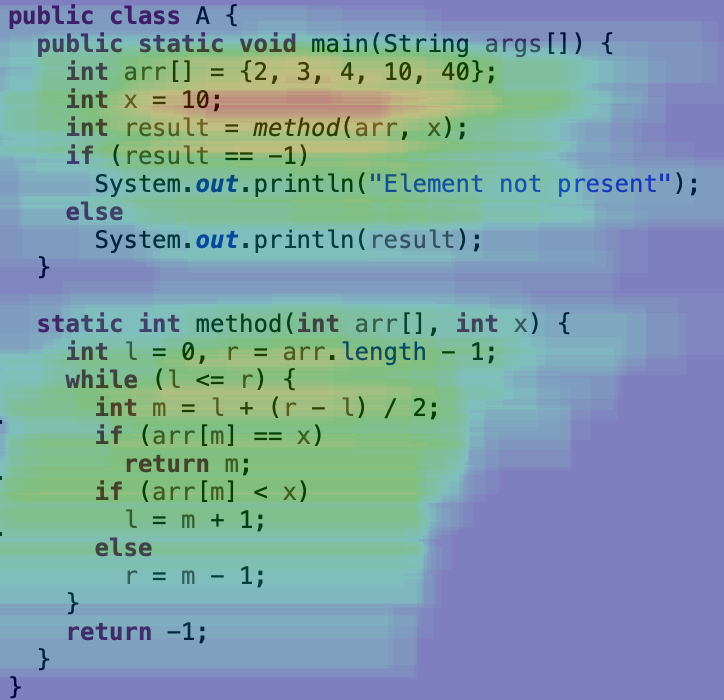 public class A {
  public static void main(String args[]) {
    int arr[] = {2, 3, 4, 10, 40};
    int x = 10;
    int result = method(arr, x);
    if (result == -1)
      System.out.println("Element not present");
    else
      System.out.println(result);
  }

  static int method(int arr[], int x) {
    int l = 0, r = arr.length - 1;
    while (l <= r) {
      int m = l + (r - l) / 2;
      if (arr[m] == x)
        return m;
      if (arr[m] < x)
        l = m + 1;
      else
        r = m - 1;
    }
    return -1;
  }
}